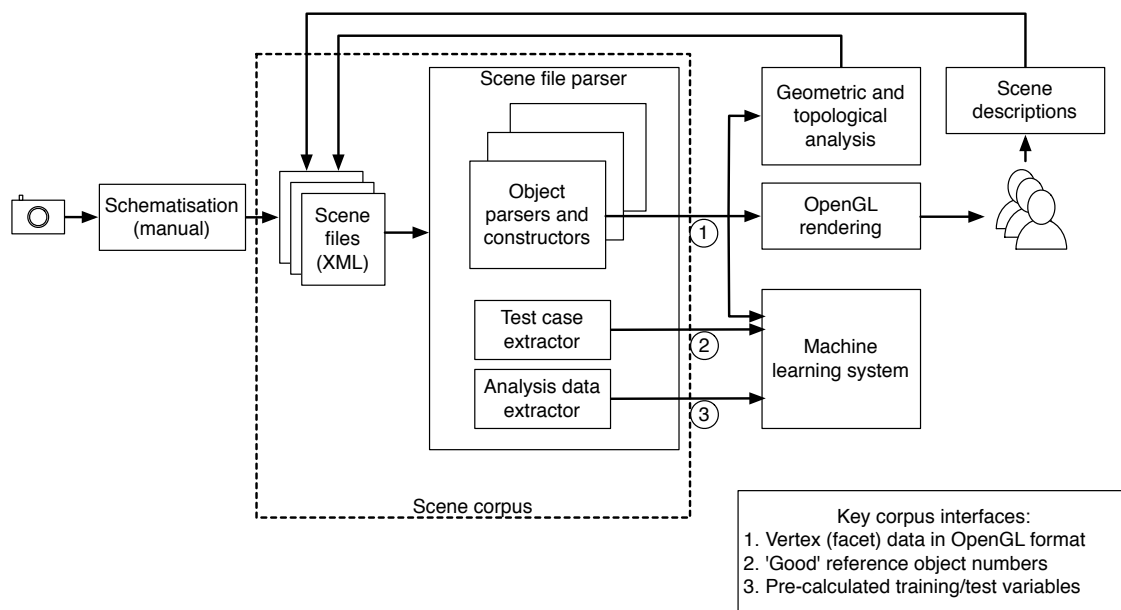 Scene file parser
Geometric and
topological
analysis
Scene
descriptions
Schematisation
(manual)
Scene
files
(XML)
Object
parsers and
constructors
1
OpenGL
rendering
Test case
extractor
2
Machine
learning system
Analysis data
extractor
3
Scene corpus
Key corpus interfaces:
1. Vertex (facet) data in OpenGL format
2. 'Good' reference object numbers
3. Pre-calculated training/test variables